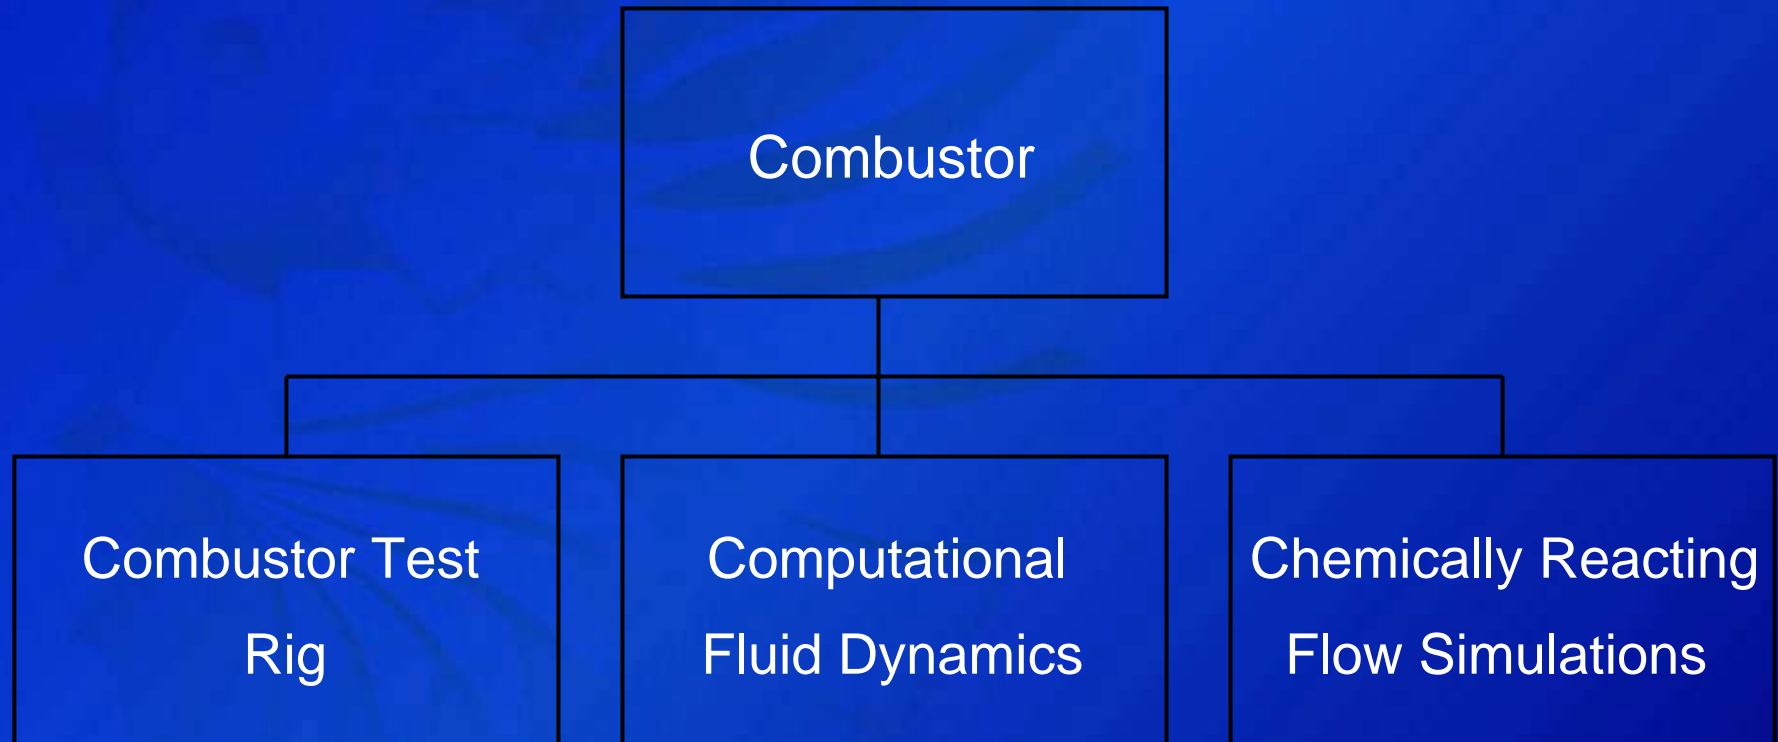 Combustor
Combustor Test
Rig
Computational
Fluid Dynamics
Chemically Reacting
Flow Simulations